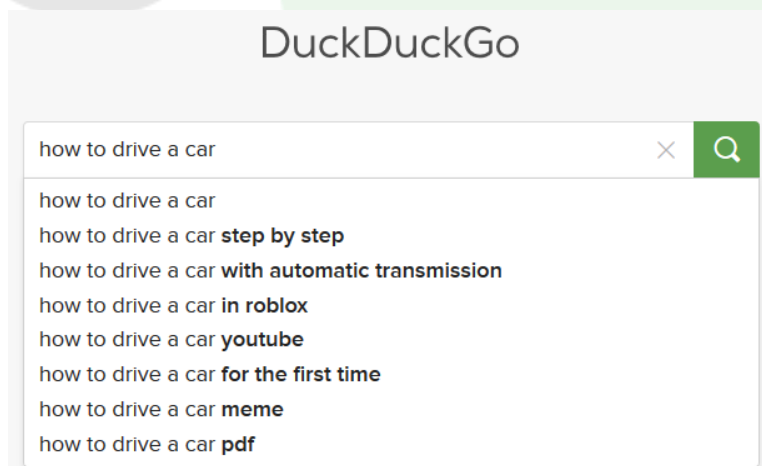 DuckDuckGo
how to drive a car
how to drive a car
how to drive a car step by step
how to drive a car with automatic transmission
how to drive a car in roblox
how to drive a car youtube
how to drive a car for the first time
how to drive a car meme
how to drive a car pdf